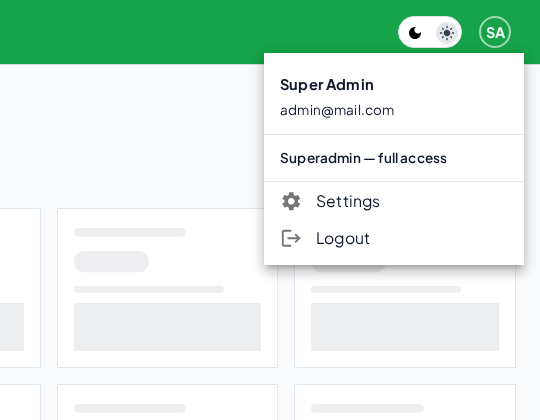 SA
Super Admin
admin@mail.com
Superadmin — full access
Settings
Logout